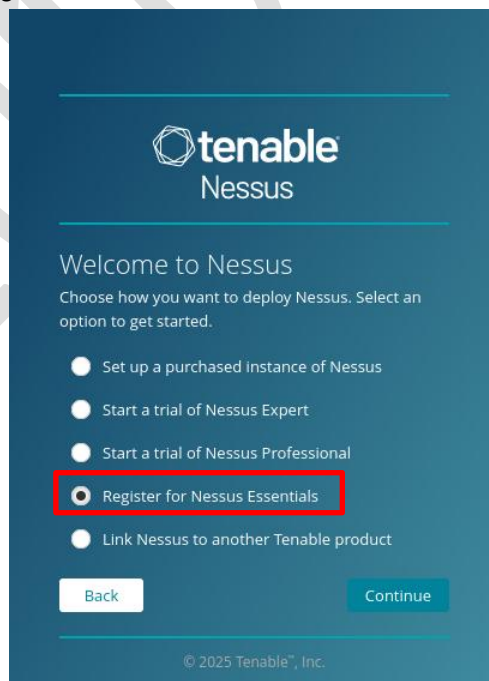 tenable
Nessus
Welcome to Nessus
Choose how you want to deploy Nessus. Select an
option to get started.
Set up a purchased instance of Nessus
Start a trial of Nessus Expert
Start a trial of Nessus Professional
Register for Nessus Essentials
Link Nessus to another Tenable product
Back
Continue
© 2025 Tenable™, Inc.